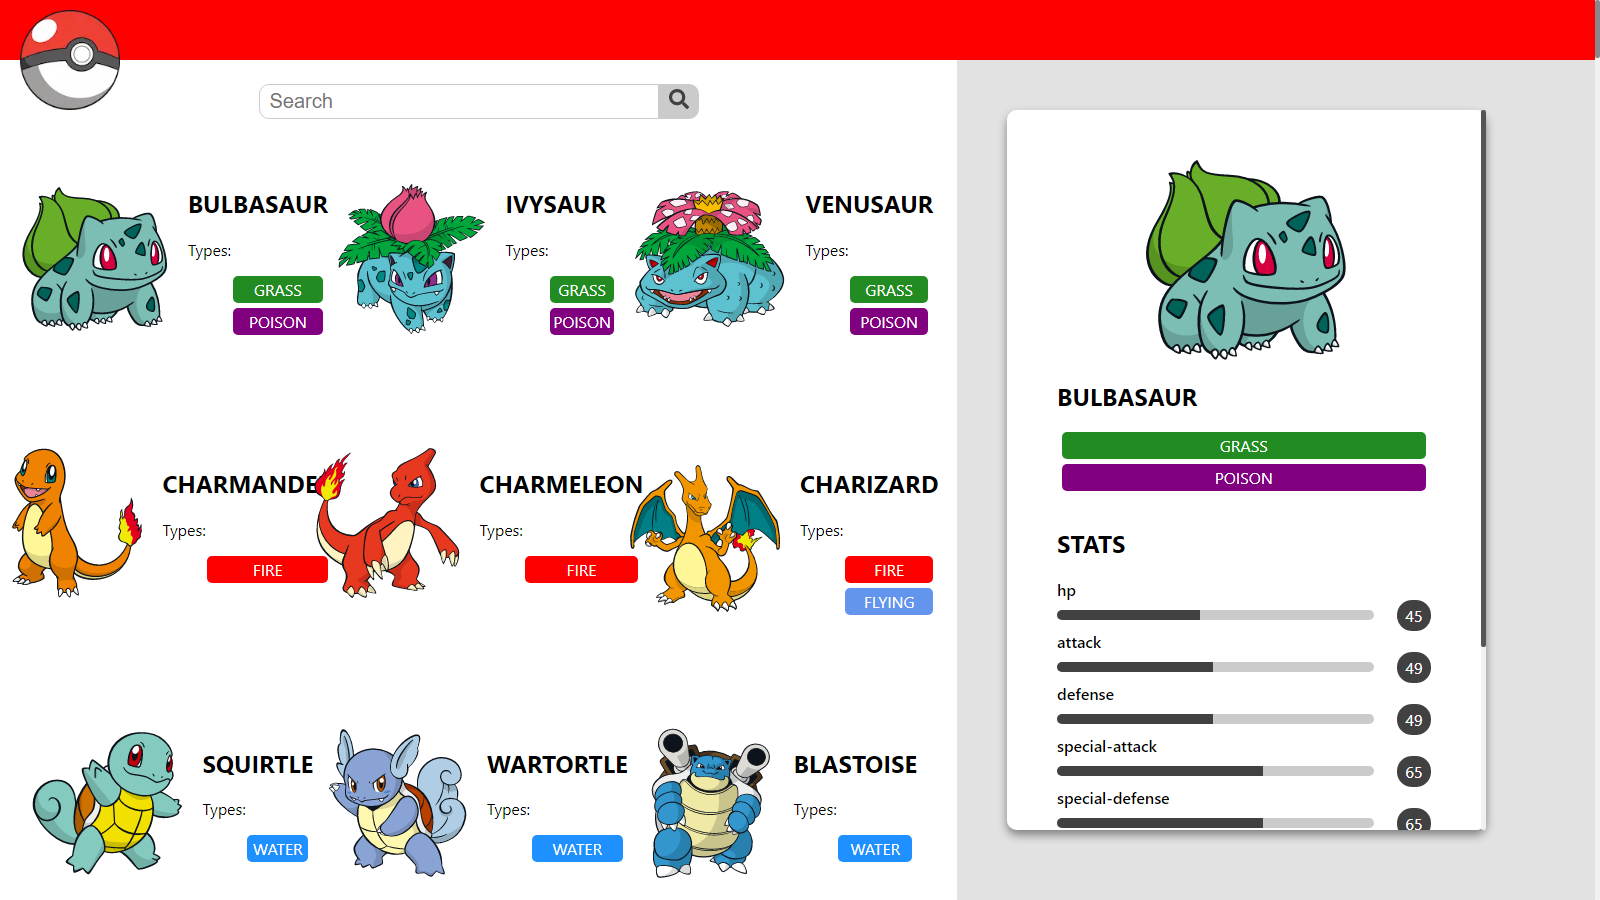 Search
BULBASAUR
Types:
GRASS
POISON
IVYSAUR
Types:
GRASS
POISON
VENUSAUR
Types:
GRASS
POISON
CHARMANDE
Types:
FIRE
CHARMELEON
Types:
FIRE
CHARIZARD
Types:
FIRE
FLYING
SQUIRTLE
Types:
WATER
WARTORTLE
Types:
WATER
BLASTOISE
Types:
WATER
BULBASAUR
GRASS
POISON
STATS
hp
45
attack
49
defense
49
special-attack
65
special-defense
65